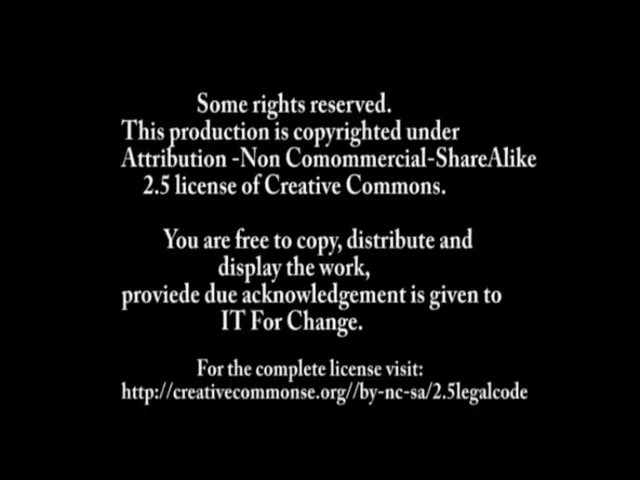 Some rights reserved.
This production is copyrighted under
Attribution -Non Comommercial-ShareAlike
2.5 license of Creative Commons.
You are free to copy, distribute and
display the work,
proviede due acknowledgement is given to
IT For Change.
For the complete license visit:
http://creativecommonse.org//by-nc-sa/2.5legalcode